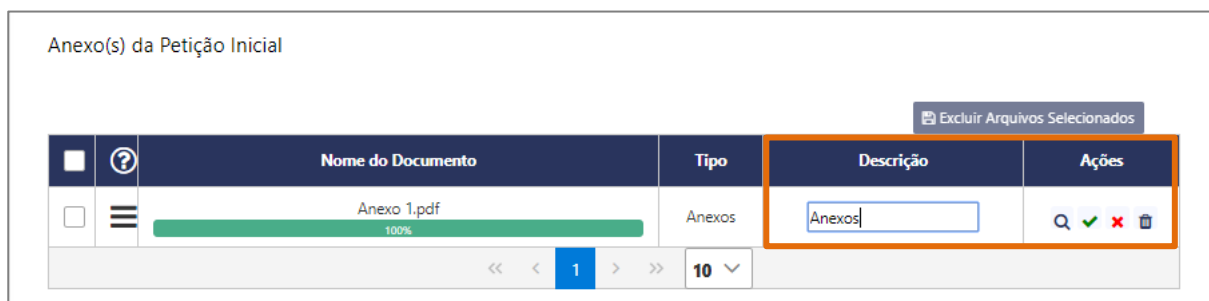 Anexo(s) da Petição Inicial
Excluir Arquivos Selecionados
Nome do Documento Tipo Descrição Ações
Anexo 1.pdf
100%
Anexos Anexos
<< < 1 > >> 10